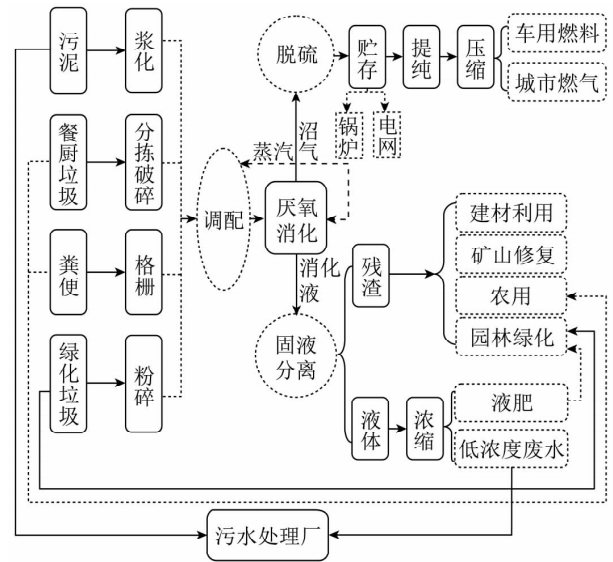 污泥
浆化
餐厨垃圾
分拣破碎
粪便
格栅
绿化垃圾
粉碎
调配
脱硫
贮存
提纯
压缩
车用燃料
城市燃气
锅炉
电网
沼气
蒸汽
厌氧
消化
消化
液
固液
分离
残渣
建材利用
矿山修复
农用
园林绿化
液体
浓缩
液肥
低浓度废水
污水处理厂